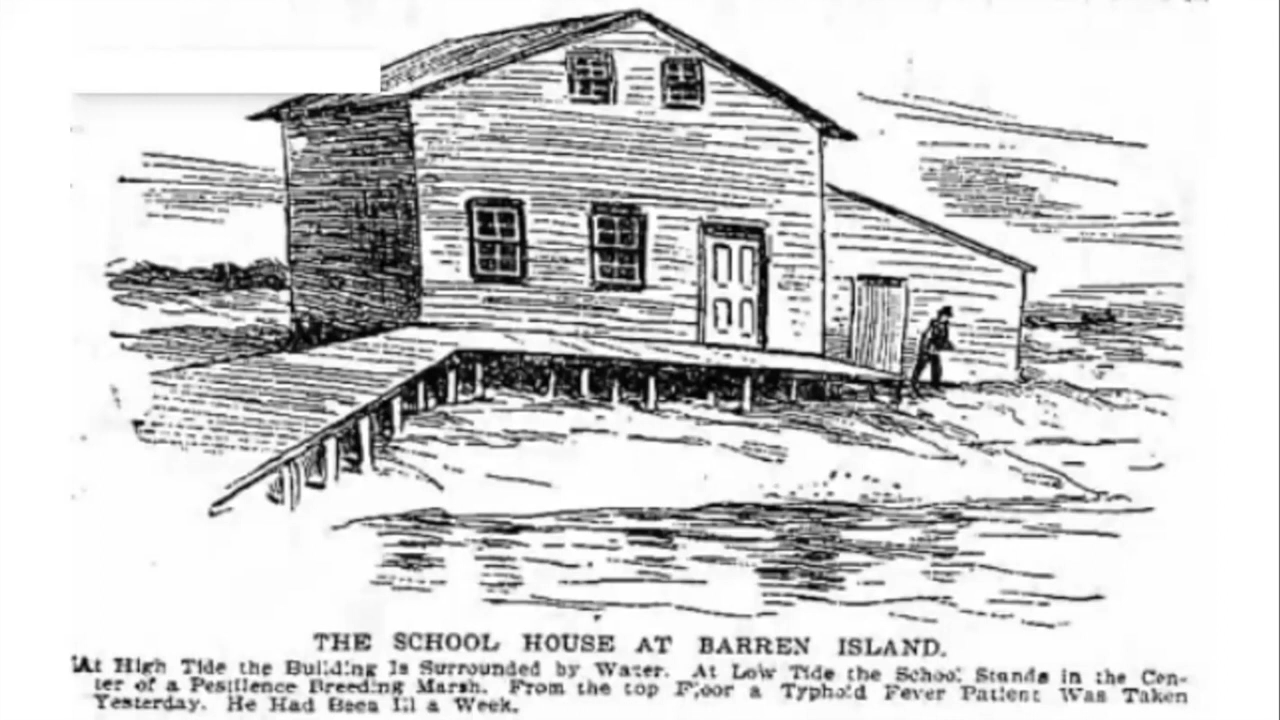 THE SCHOOL HOUSE AT BARREN ISLAND.
At High Tide the Building Is Surrounded by Water. At Low Tide the School Stands in the Cen-
ter of a Pestilence Breeding Marsh. From the top Floor a Typhoid Fever Patient Was Taken
Yesterday. He Had Been Ill a Week.